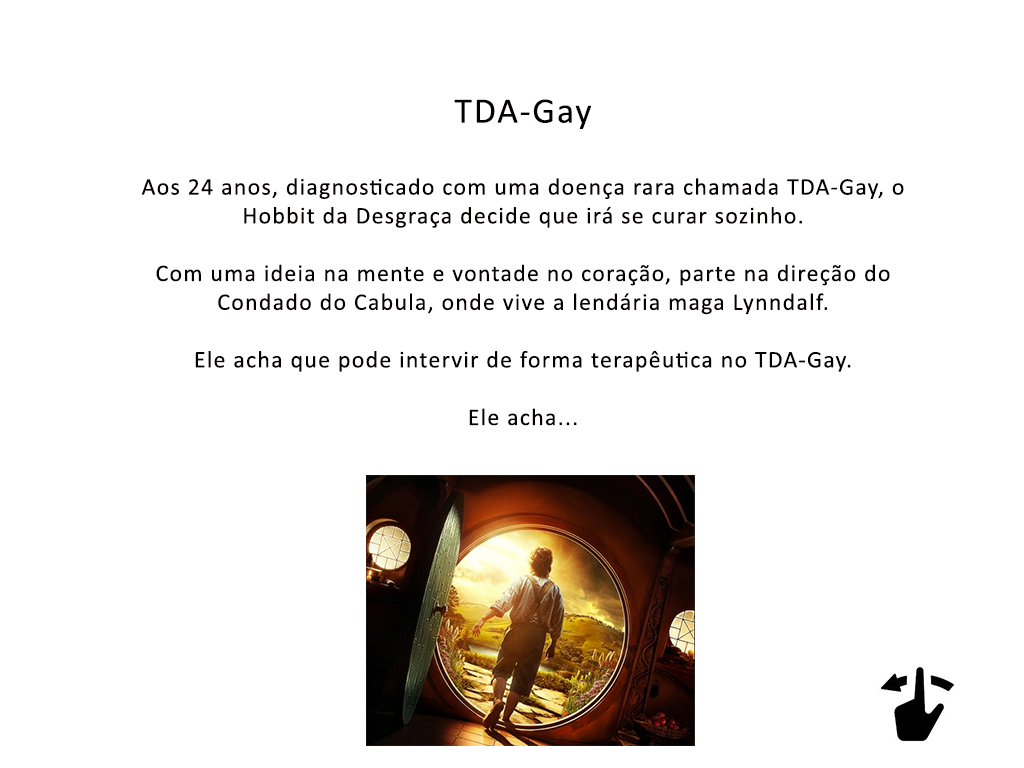 TDA-Gay
Aos 24 anos, diagnosticado com uma doença rara chamada TDA-Gay, o
Hobbit da Desgraça decide que irá se curar sozinho.
Com uma ideia na mente e vontade no coração, parte na direção do
Condado do Cabula, onde vive a lendária maga Lynndalf.
Ele acha que pode intervir de forma terapêutica no TDA-Gay.
Ele acha...